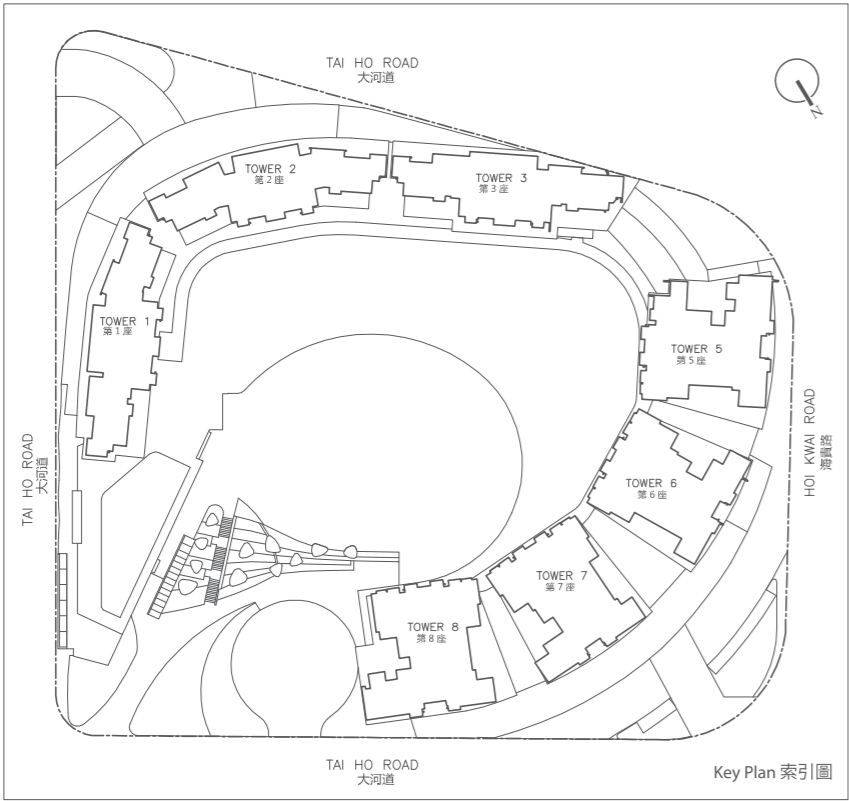 TAI HO ROAD
大河道
N
TOWER 2
第2座
TOWER 3
第3座
TOWER 1
第1座
TOWER 5
第5座
TAI HO ROAD
大河道
HOI KWAI ROAD
海貴路
TOWER 6
第6座
TOWER 7
第7座
TOWER 8
第8座
TAI HO ROAD
大河道
Key Plan 索引圖